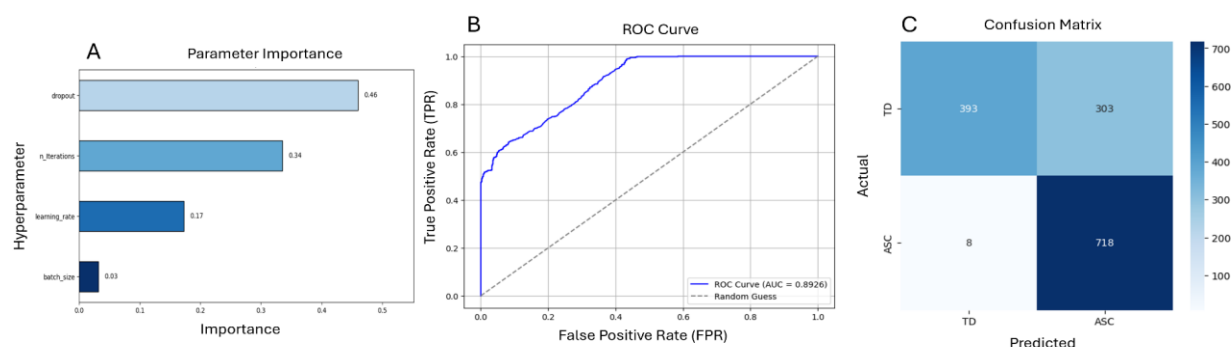 A
Parameter Importance
Hyperparameter
dropout
0.46
n_Iterations
0.34
learning_rate
0.17
batch_size
0.03
0.0 0.1 0.2 0.3 0.4 0.5
Importance
B
ROC Curve
True Positive Rate (TPR)
1.0
0.8
0.6
0.4
0.2
0.0
ROC Curve (AUC = 0.8926)
Random Guess
0.0 0.2 0.4 0.6 0.8 1.0
False Positive Rate (FPR)
C
Confusion Matrix
Actual
TD
393 303
ASC
8 718
TD ASC
Predicted
700
600
500
400
300
200
100